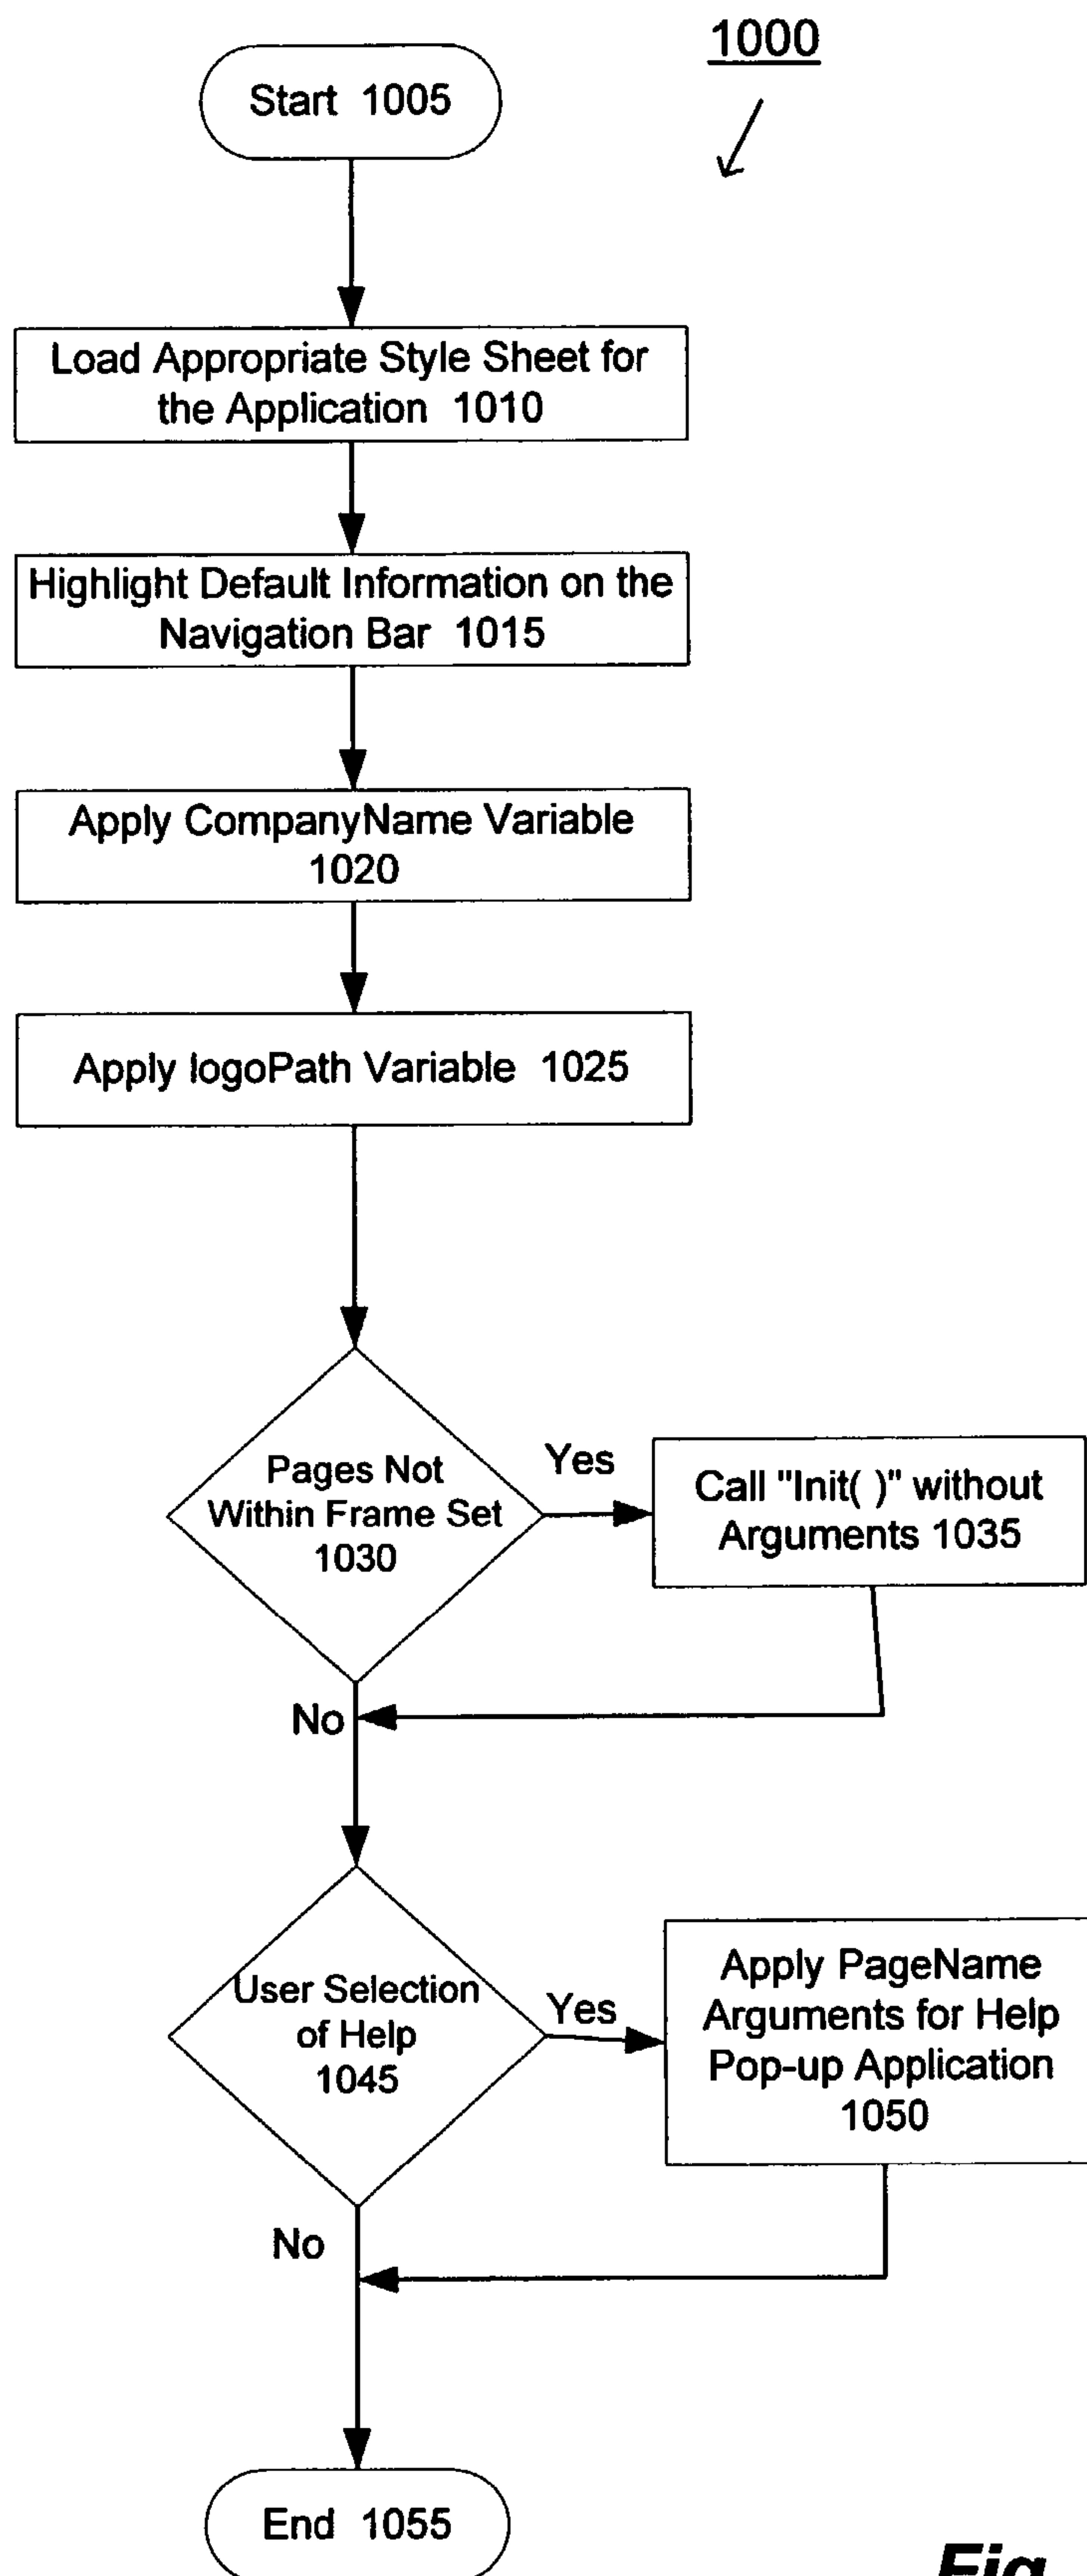 1000
Start 1005
Load Appropriate Style Sheet for
the Application 1010
Highlight Default Information on the
Navigation Bar 1015
Apply CompanyName Variable
1020
Apply logoPath Variable 1025
Pages Not
Within Frame Set
1030
Yes
Call "Init( )" without
Arguments 1035
No
User Selection
of Help
1045
Yes
Apply PageName
Arguments for Help
Pop-up Application
1050
No
End 1055
Fig